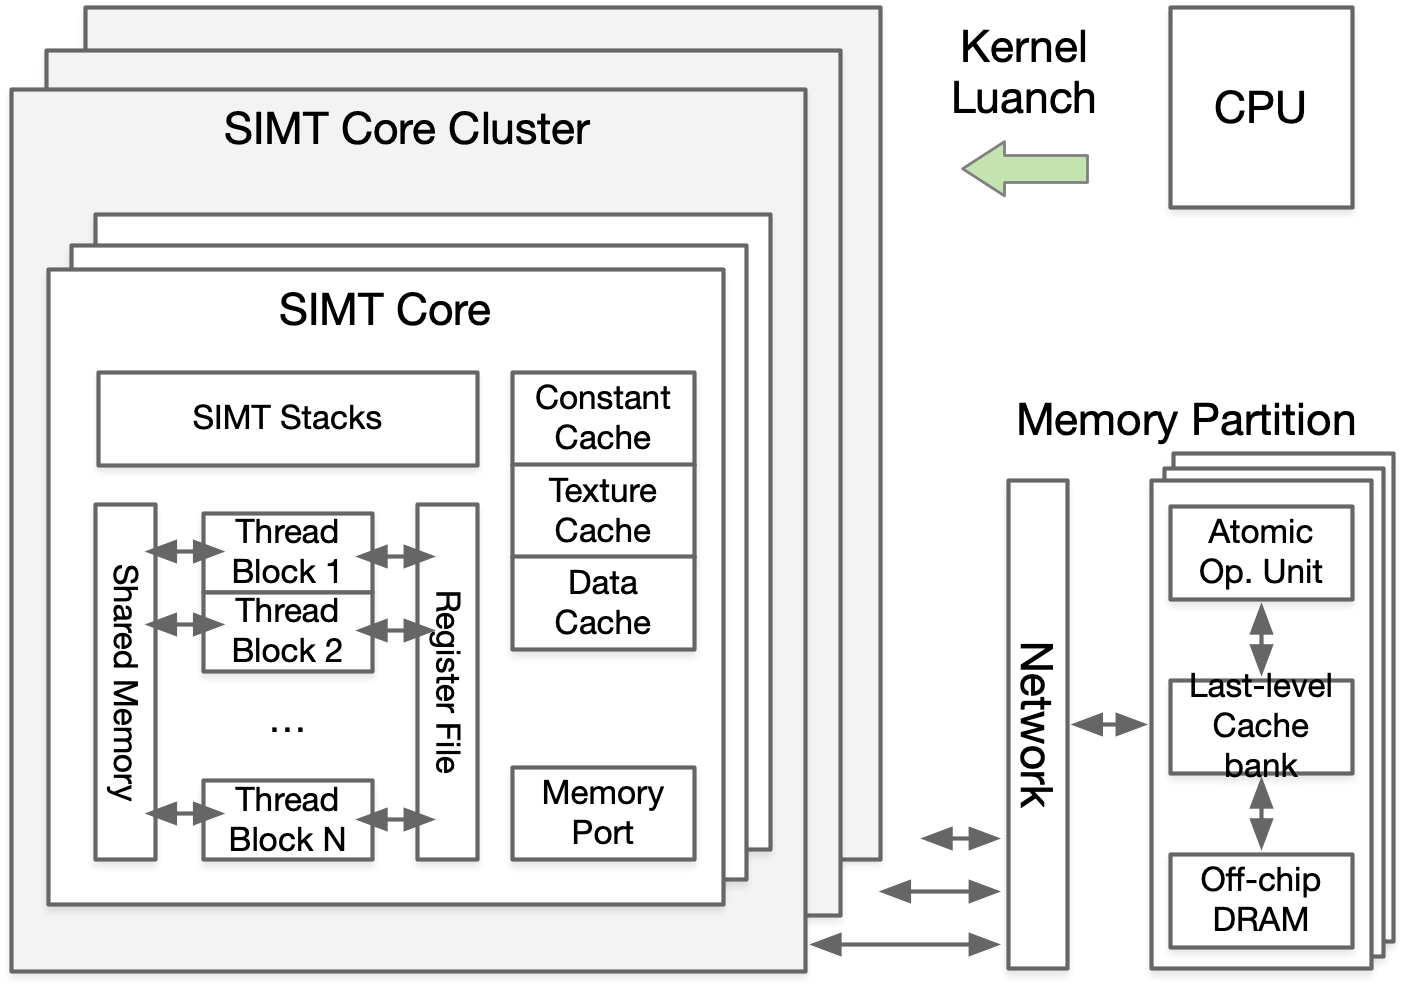 Kernel
Luanch
CPU
SIMT Core Cluster
SIMT Core
SIMT Stacks
Constant
Cache
Texture
Cache
Data
Cache
Shared Memory
Thread
Block 1
Thread
Block 2
...
Thread
Block N
Register File
Memory
Port
Network
Memory Partition
Atomic
Op. Unit
Last-level
Cache
bank
Off-chip
DRAM